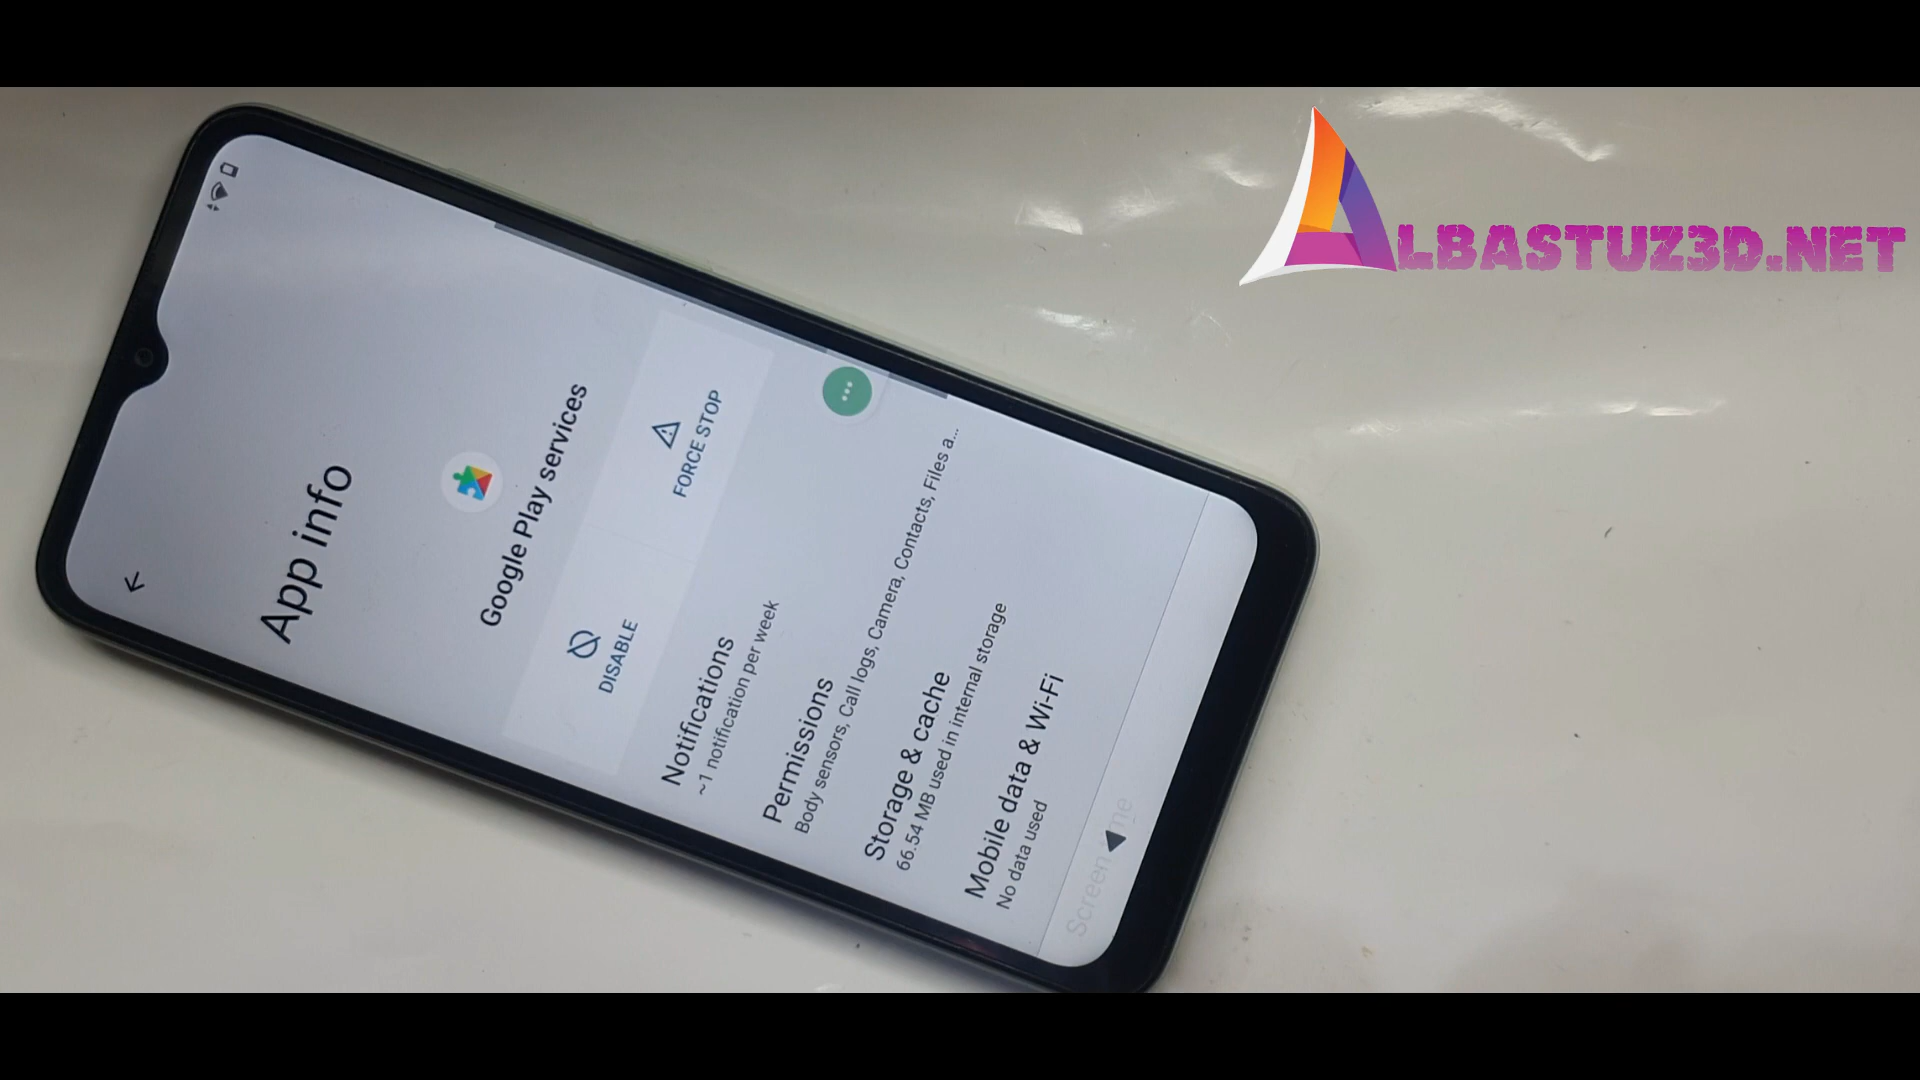 ALBASTUZ3D.NET
App info
Google Play services
DISABLE
FORCE STOP
Notifications
~1 notification per week
Permissions
Body sensors, Call logs, Camera, Contacts, Files a...
Storage & cache
66.54 MB used in internal storage
Mobile data & Wi-Fi
No data used
Screen